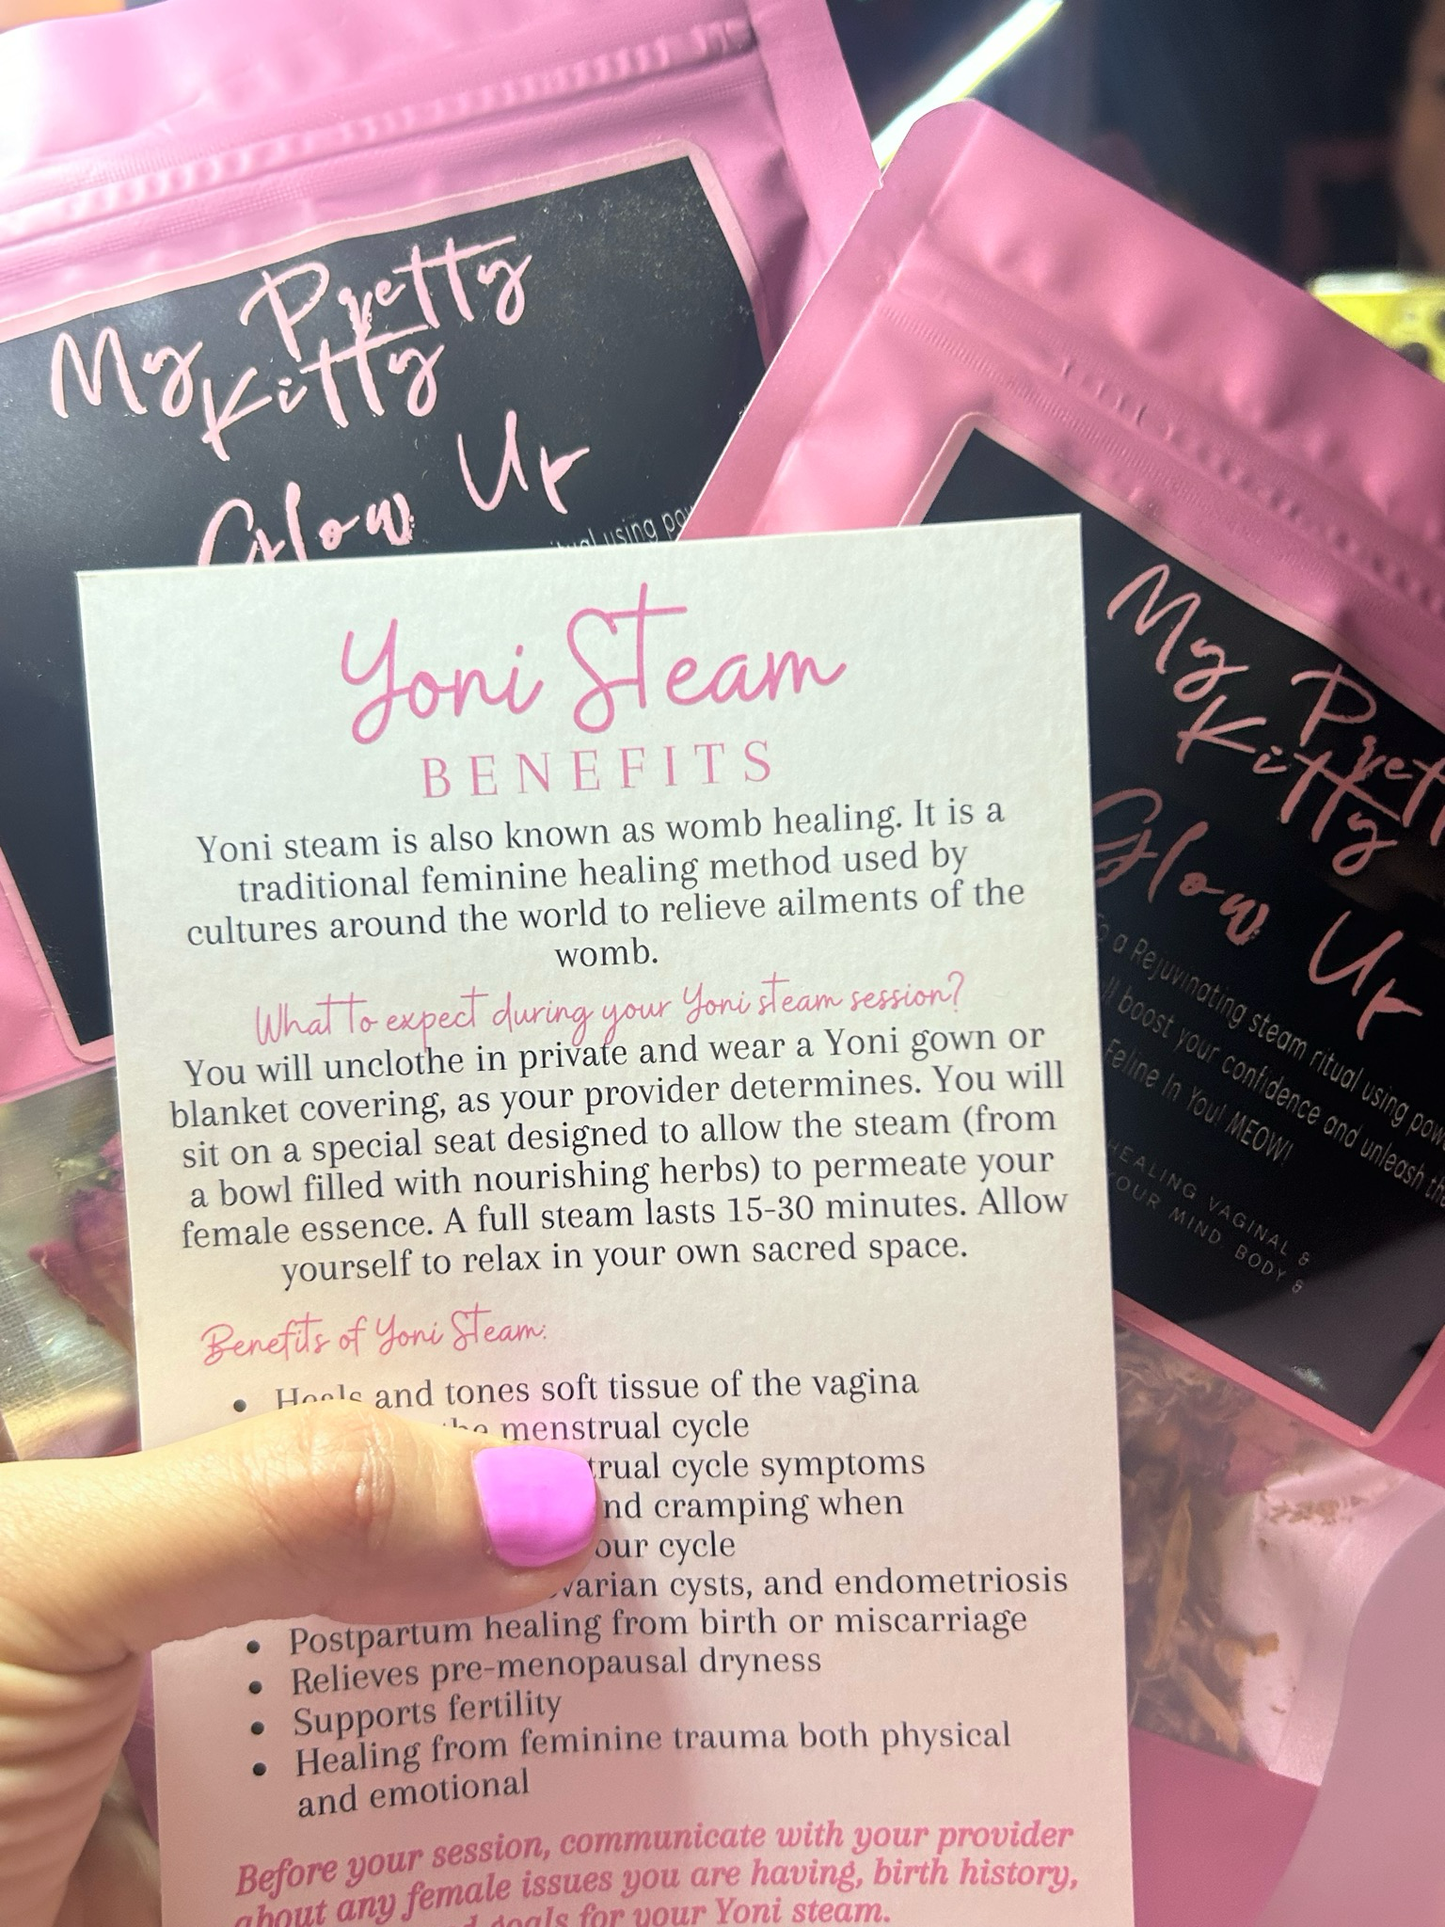 My Pretty
Kitty
Glow Up
using
Yoni Steam
BENEFITS
Yoni steam is also known as womb healing. It is a
traditional feminine healing method used by
cultures around the world to relieve ailments of the
womb.
What to expect during your Yoni steam session?
You will unclothe in private and wear a Yoni gown or
blanket covering, as your provider determines. You will
sit on a special seat designed to allow the steam (from
a bowl filled with nourishing herbs) to permeate your
female essence. A full steam lasts 15-30 minutes. Allow
yourself to relax in your own sacred space.
Benefits of Yoni Steam:
• Heals and tones soft tissue of the vagina
menstrual cycle
cycle symptoms
cramping when
cycle
cysts, and endometriosis
• Postpartum healing from birth or miscarriage
• Relieves pre-menopausal dryness
• Supports fertility
• Healing from feminine trauma both physical
and emotional
Before your session, communicate with your provider
about any female issues you are having, birth history,
goals for your Yoni steam.
My
Kitty
Glow Up
a Rejuvinating steam ritual using
boost your confidence and unleash
Feline In You! MEOW!
HEALING VAGINAL &
YOUR MIND, BODY &